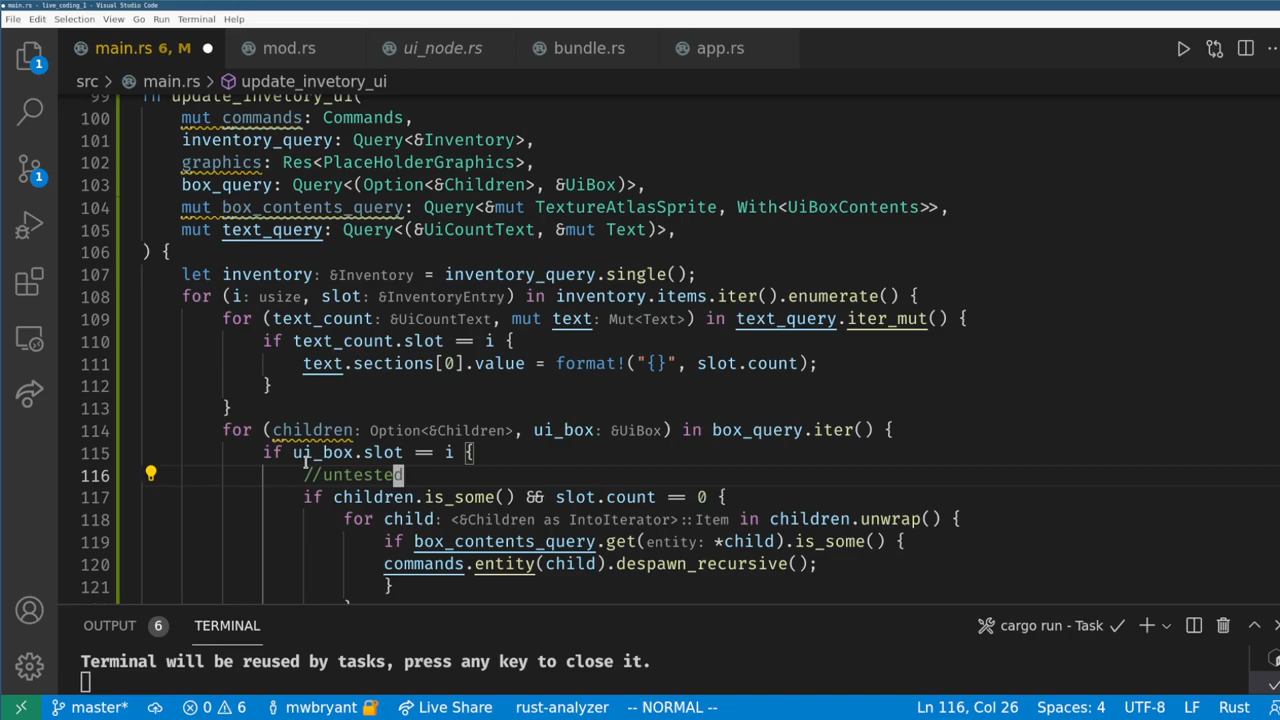 main.rs - live_coding_1 - Visual Studio Code
File Edit Selection View Go Run Terminal Help
main.rs 6, M mod.rs ui_node.rs bundle.rs app.rs
src > main.rs > update_invetory_ui
99 fn update_invetory_ui(
100 mut commands: Commands,
101 inventory_query: Query<&Inventory>,
102 graphics: Res<PlaceHolderGraphics>,
103 box_query: Query<(Option<&Children>, &UiBox)>,
104 mut box_contents_query: Query<&mut TextureAtlasSprite, With<UiBoxContents>>,
105 mut text_query: Query<(&UiCountText, &mut Text)>,
106 ) {
107 let inventory: &Inventory = inventory_query.single();
108 for (i: usize, slot: &InventoryEntry) in inventory.items.iter().enumerate() {
109 for (text_count: &UiCountText, mut text: Mut<Text>) in text_query.iter_mut() {
110 if text_count.slot == i {
111 text.sections[0].value = format!("{}", slot.count);
112 }
113 }
114 for (children: Option<&Children>, ui_box: &UiBox) in box_query.iter() {
115 if ui_box.slot == i {
116 //untested
117 if children.is_some() && slot.count == 0 {
118 for child: <&Children as IntoIterator>::Item in children.unwrap() {
119 if box_contents_query.get(entity: *child).is_some() {
120 commands.entity(child).despawn_recursive();
121 }
1
1
OUTPUT 6 TERMINAL cargo run - Task
Terminal will be reused by tasks, press any key to close it.
master* 0 6 mwbryant Live Share rust-analyzer -- NORMAL -- Ln 116, Col 26 Spaces: 4 UTF-8 LF Rust